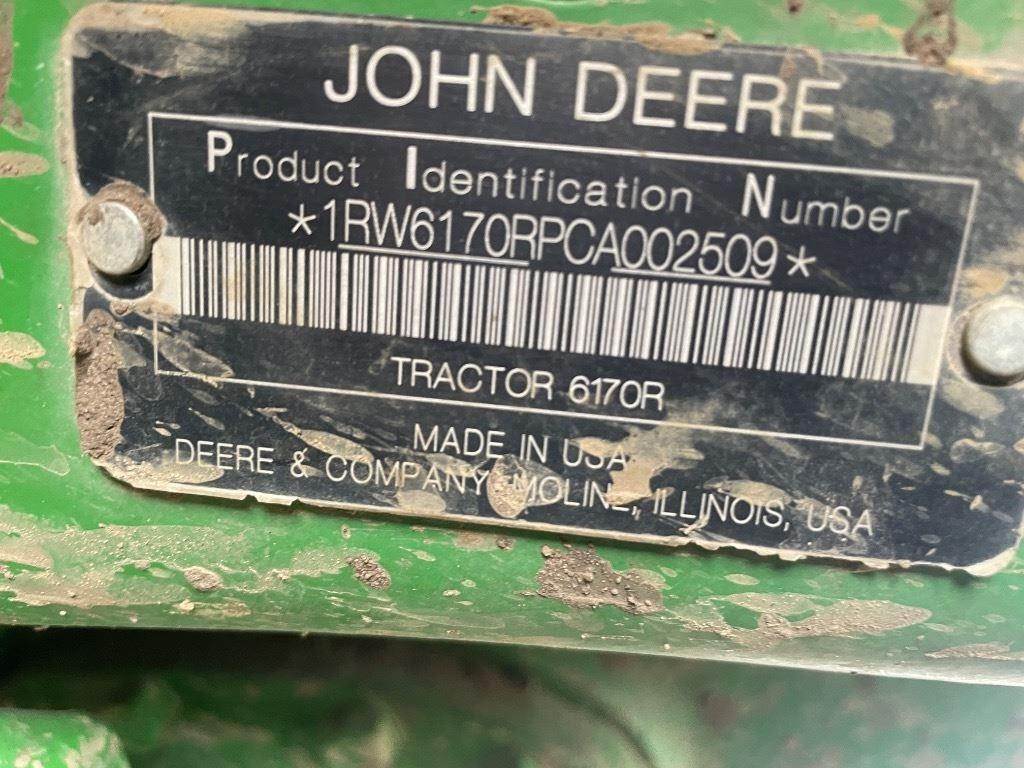 JOHN DEERE
Product Identification Number
*1RW6170RPCA002509*
TRACTOR 6170R
MADE IN USA
DEERE & COMPANY MOLINE, ILLINOIS, USA